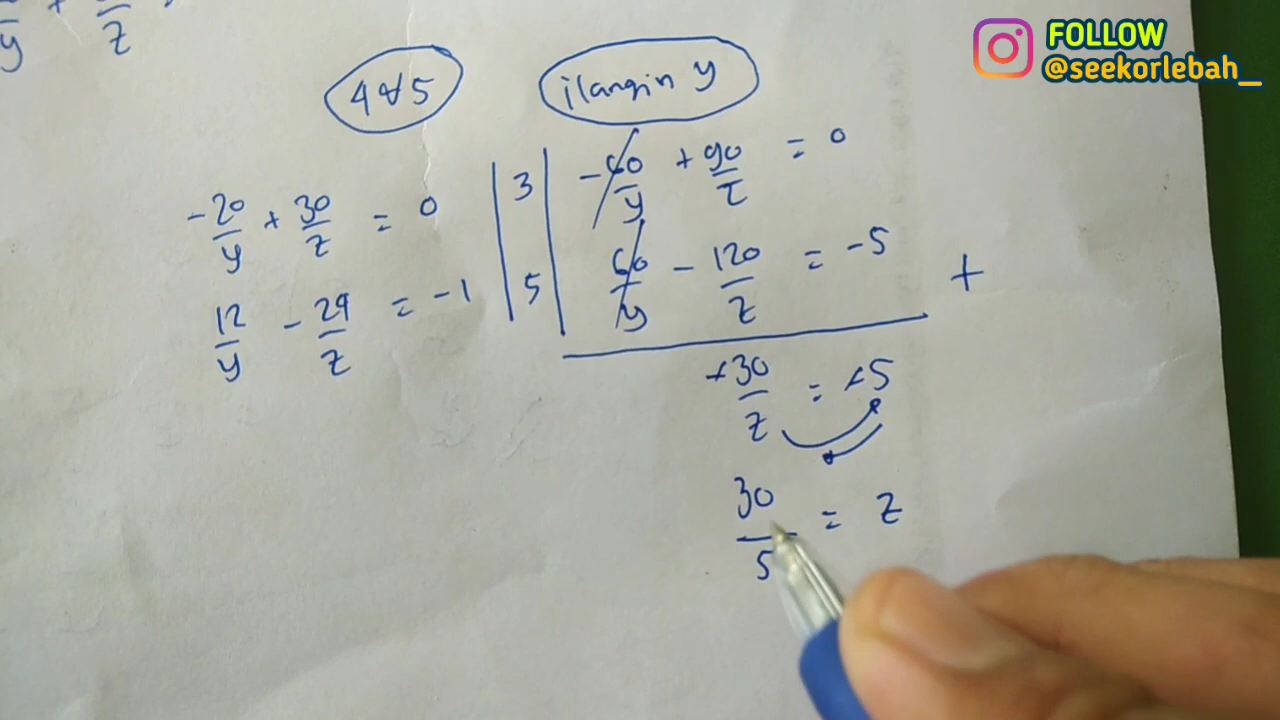 y + z
FOLLOW
@seekorlebah_
4 & 5
ilangin y
-20/y + 30/z = 0 | 3 | -60/y + 90/z = 0
12/y - 24/z = -1 | 5 | 60/y - 120/z = -5
+
+30/z = +5
30/5 = z